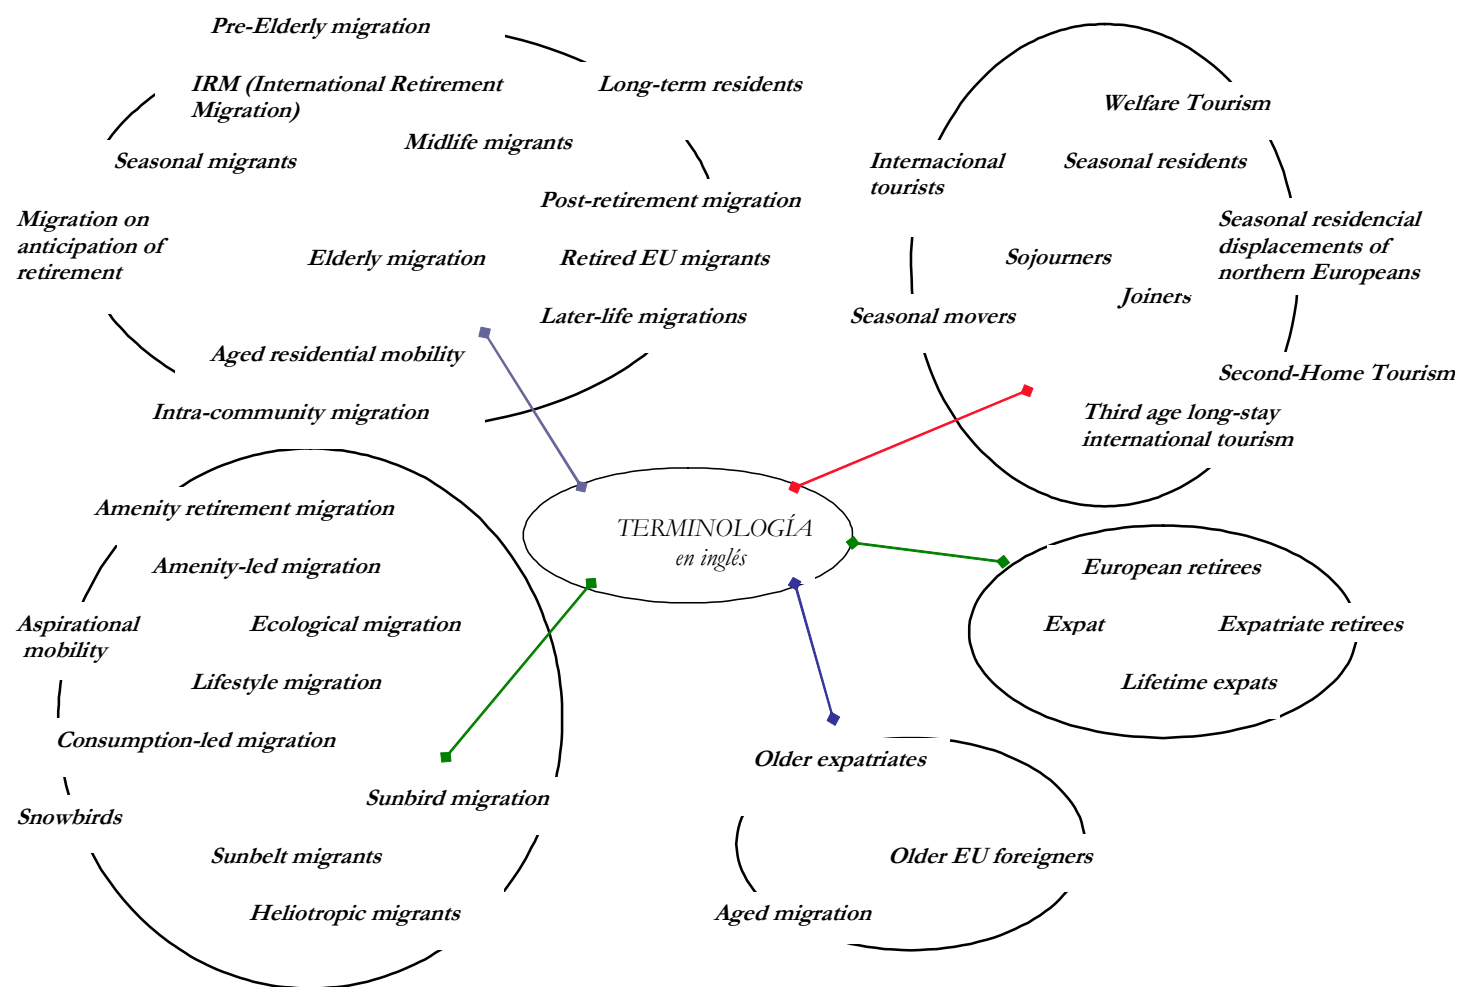 Pre-Elderly migration
IRM (International Retirement
Migration)
Long-term residents
Midlife migrants
Seasonal migrants
Post-retirement migration
Migration on
anticipation of
retirement
Elderly migration
Retired EU migrants
Later-life migrations
Aged residential mobility
Intra-community migration
Welfare Tourism
Internacional
tourists
Seasonal residents
Seasonal residencial
displacements of
northern Europeans
Sojourners
Joiners
Seasonal movers
Second-Home Tourism
Third age long-stay
international tourism
TERMINOLOGÍA
en inglés
Amenity retirement migration
Amenity-led migration
Aspirational
mobility
Ecological migration
Lifestyle migration
Consumption-led migration
Sunbird migration
Snowbirds
Sunbelt migrants
Heliotropic migrants
European retirees
Expat
Expatriate retirees
Lifetime expats
Older expatriates
Older EU foreigners
Aged migration